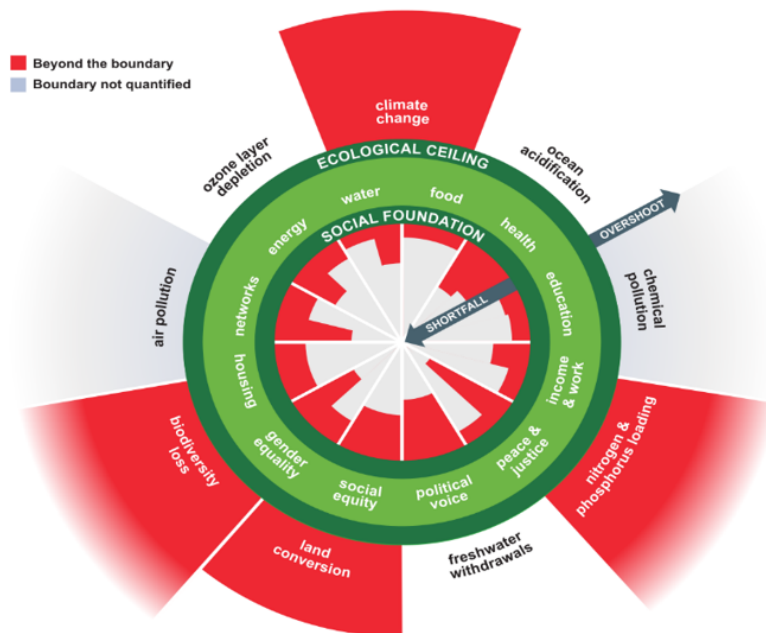 Beyond the boundary
Boundary not quantified
climate
change
ozone layer
depletion
ocean
acidification
ECOLOGICAL CEILING
water
food
energy
health
SOCIAL FOUNDATION
OVERSHOOT
SHORTFALL
networks
education
air pollution
chemical
pollution
housing
income
& work
gender
equality
peace &
justice
social
equity
political
voice
biodiversity
loss
nitrogen &
phosphorus loading
land
conversion
freshwater
withdrawals